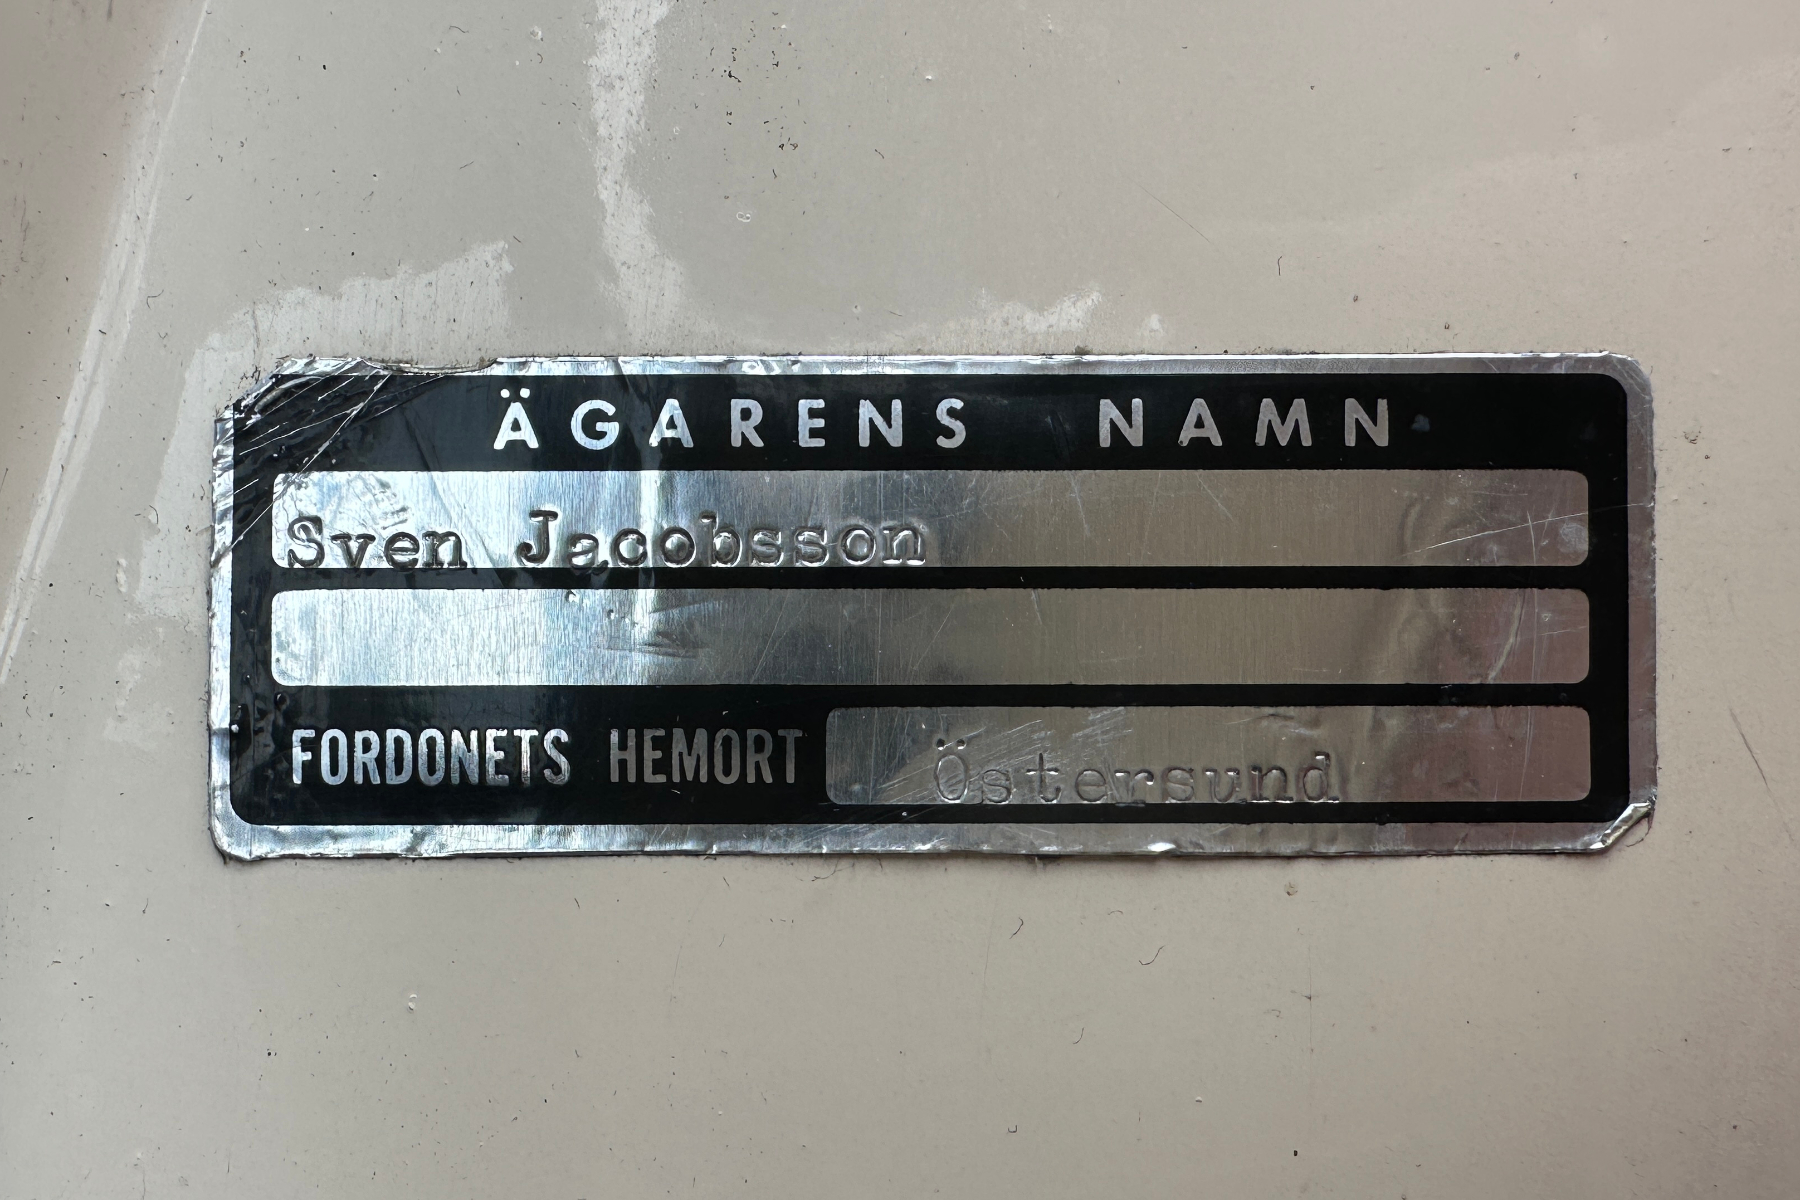 ÄGARENS NAMN
Sven Jacobsson
FORDONETS HEMORT Östersund